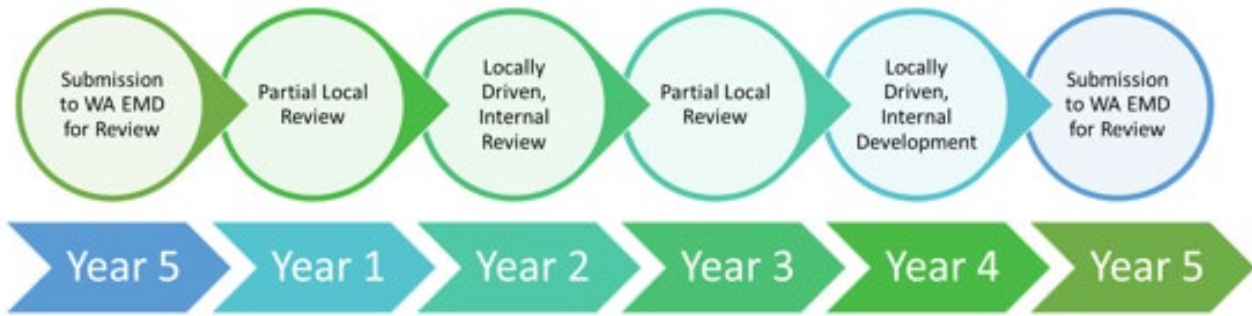 Submission
to WA EMD
for Review
Partial Local
Review
Locally
Driven,
Internal
Review
Partial Local
Review
Locally
Driven,
Internal
Development
Submission
to WA EMD
for Review
Year 5
Year 1
Year 2
Year 3
Year 4
Year 5